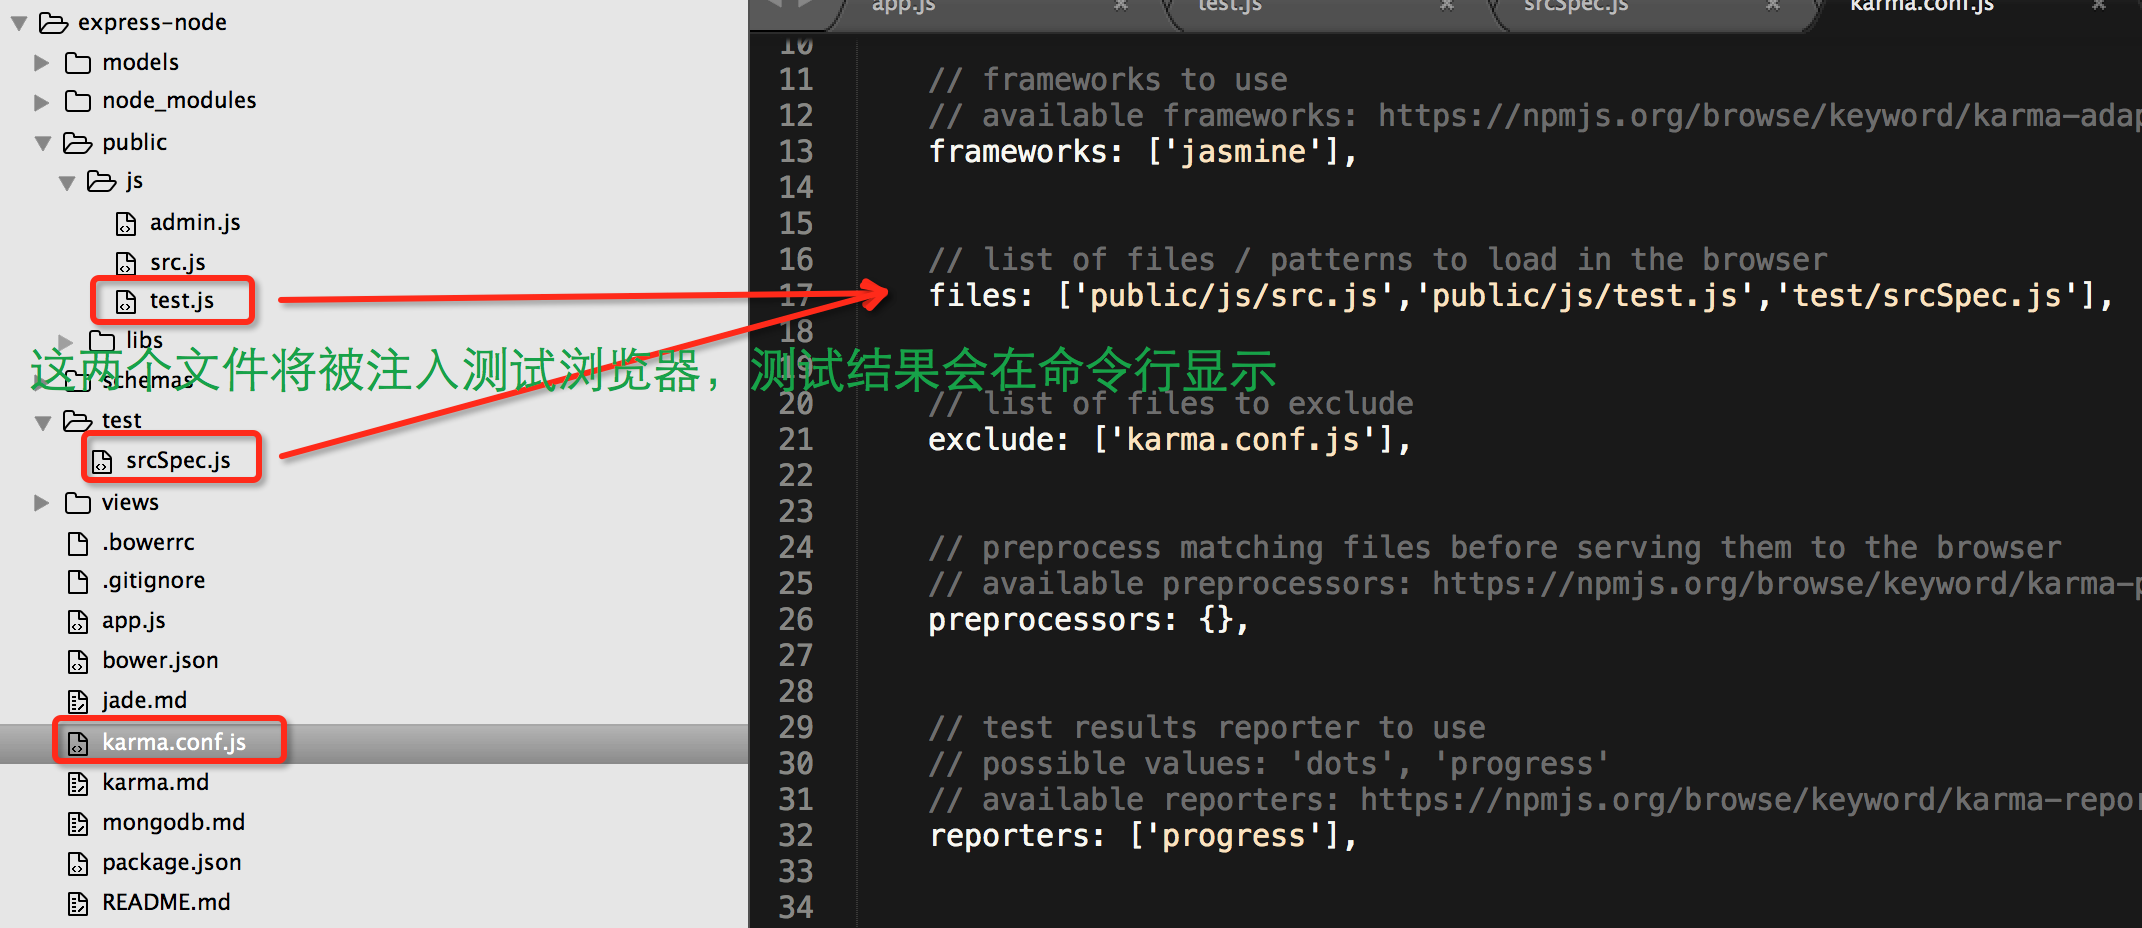 express-node
models
node_modules
public
js
admin.js
src.js
test.js
libs
schemas
test
srcSpec.js
views
.bowerrc
.gitignore
app.js
bower.json
jade.md
karma.conf.js
karma.md
mongodb.md
package.json
README.md
这两个文件将被注入测试浏览器，测试结果会在命令行显示
app.js × test.js × srcSpec.js × karma.conf.js ×
10
11 // frameworks to use
12 // available frameworks: https://npmjs.org/browse/keyword/karma-adap
13 frameworks: ['jasmine'],
14
15
16 // list of files / patterns to load in the browser
17 files: ['public/js/src.js','public/js/test.js','test/srcSpec.js'],
18
19
20 // list of files to exclude
21 exclude: ['karma.conf.js'],
22
23
24 // preprocess matching files before serving them to the browser
25 // available preprocessors: https://npmjs.org/browse/keyword/karma-p
26 preprocessors: {},
27
28
29 // test results reporter to use
30 // possible values: 'dots', 'progress'
31 // available reporters: https://npmjs.org/browse/keyword/karma-repor
32 reporters: ['progress'],
33
34